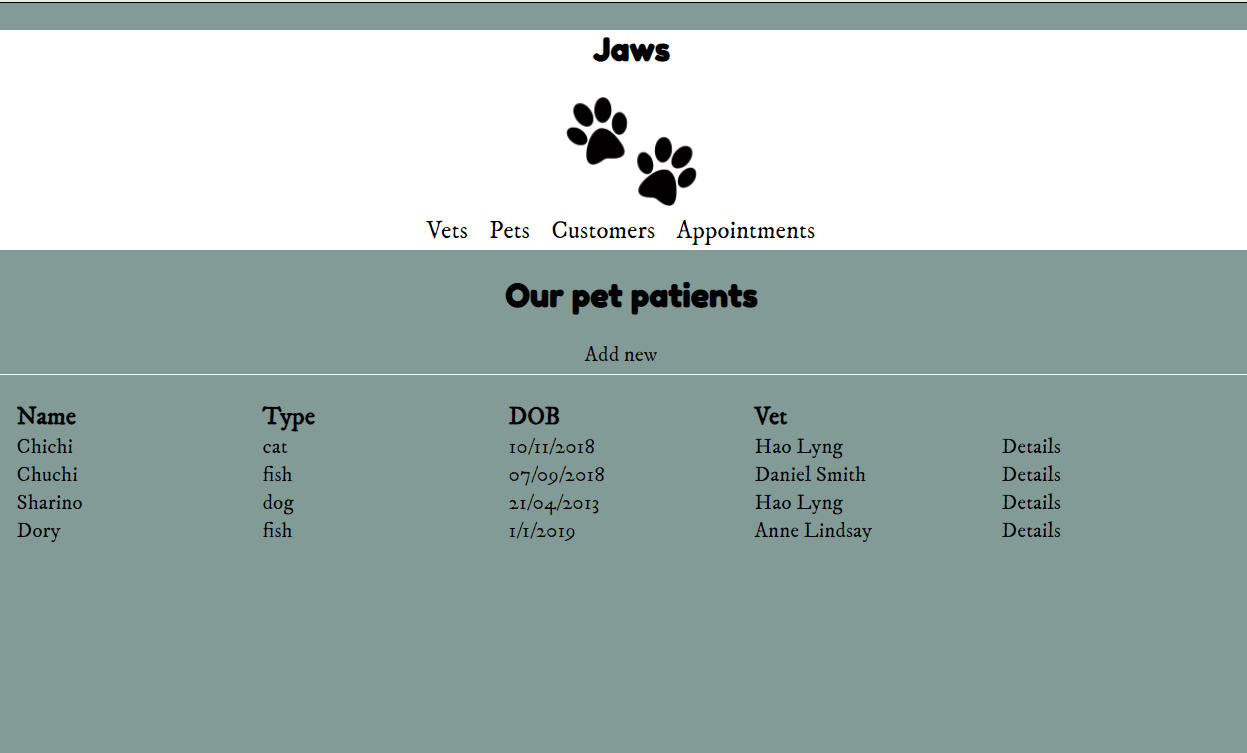 Jaws
Vets Pets Customers Appointments
Our pet patients
Add new
Name Type DOB Vet
Chichi cat 10/11/2018 Hao Lyng Details
Chuchi fish 07/09/2018 Daniel Smith Details
Sharino dog 21/04/2013 Hao Lyng Details
Dory fish 1/1/2019 Anne Lindsay Details